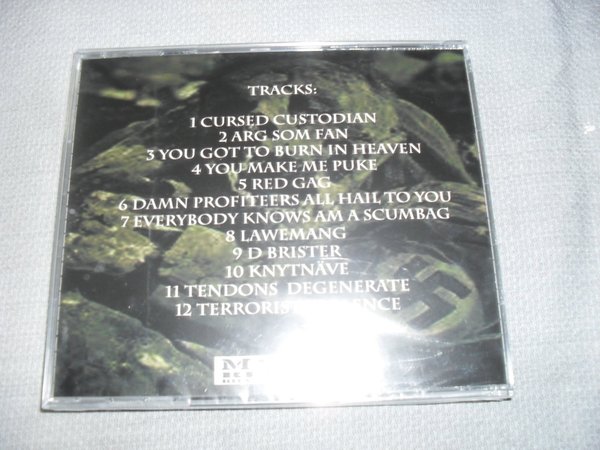 TRACKS:
1 CURSED CUSTODIAN
2 ARG SOM FAN
3 YOU GOT TO BURN IN HEAVEN
4 YOU MAKE ME PUKE
5 RED GAG
6 DAMN PROFITEERS ALL HAIL TO YOU
7 EVERYBODY KNOWS AM A SCUMBAG
8 LAWEMANG
9 D BRISTER
10 KNYTNÄVE
11 TENDONS DEGENERATE
12